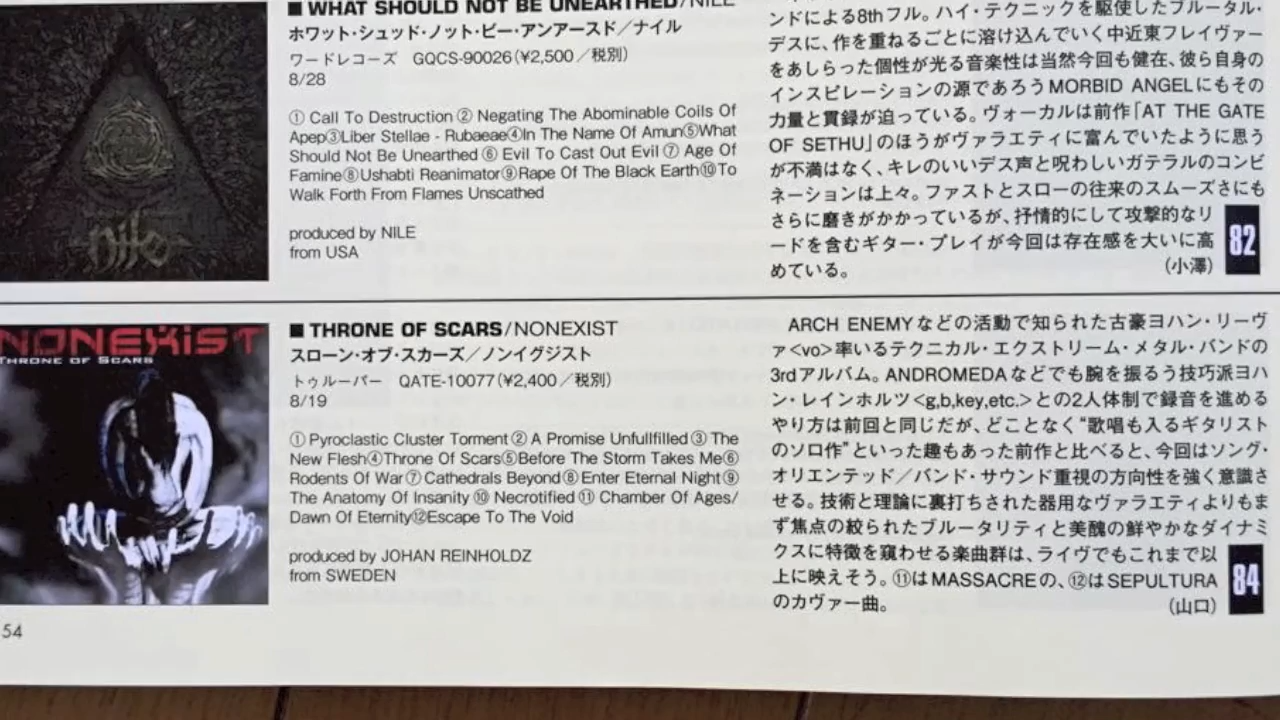 ■ WHAT SHOULD NOT BE UNEARTHED/NILE
ホワット・シュッド・ノット・ビー・アンアースド／ナイル
ワードレコーズ GQCS-90026(¥2,500／税別)
8/28
① Call To Destruction ② Negating The Abominable Coils Of
Apep③Liber Stellae - Rubaeae④In The Name Of Amun⑤What
Should Not Be Unearthed ⑥ Evil To Cast Out Evil ⑦ Age Of
Famine⑧Ushabti Reanimator⑨Rape Of The Black Earth⑩To
Walk Forth From Flames Unscathed
produced by NILE
from USA
nile
ンドによる8thフル。ハイ・テクニックを駆使したブルータル・
デスに、作を重ねるごとに溶け込んでいく中近東フレイヴァー
をあしらった個性が光る音楽性は当然今回も健在、彼ら自身の
インスピレーションの源であろうMORBID ANGELにもその
力量と貫録が迫っている。ヴォーカルは前作「AT THE GATE
OF SETHU」のほうがヴァラエティに富んでいたように思う
が不満はなく、キレのいいデス声と呪わしいガテラルのコンビ
ネーションは上々。ファストとスローの往来のスムーズさにも
さらに磨きがかかっているが、抒情的にして攻撃的なリ
ードを含むギター・プレイが今回は存在感を大いに高
めている。
(小澤)
82
NONEXIST
THRONE OF SCARS
■ THRONE OF SCARS/NONEXIST
スローン・オブ・スカーズ／ノンイグジスト
トゥルーパー QATE-10077(¥2,400／税別)
8/19
① Pyroclastic Cluster Torment ② A Promise Unfullfilled ③ The
New Flesh④Throne Of Scars⑤Before The Storm Takes Me⑥
Rodents Of War⑦ Cathedrals Beyond⑧ Enter Eternal Night⑨
The Anatomy Of Insanity ⑩ Necrotified ⑪ Chamber Of Ages/
Dawn Of Eternity⑫Escape To The Void
produced by JOHAN REINHOLDZ
from SWEDEN
ARCH ENEMYなどの活動で知られた古豪ヨハン・リーヴ
ァ<vo>率いるテクニカル・エクストリーム・メタル・バンドの
3rdアルバム。ANDROMEDAなどでも腕を振るう技巧派ヨハ
ン・レインホルツ<g,b,key,etc.>との2人体制で録音を進める
やり方は前回と同じだが、どことなく“歌唱も入るギタリスト
のソロ作”といった趣もあった前作と比べると、今回はソング・
オリエンテッド／バンド・サウンド重視の方向性を強く意識さ
せる。技術と理論に裏打ちされた器用なヴァラエティよりもま
ず焦点の絞られたブルータリティと美醜の鮮やかなダイナミ
クスに特徴を窺わせる楽曲群は、ライヴでもこれまで以
上に映えそう。⑪はMASSACREの、⑫はSEPULTURA
のカヴァー曲。
(山口)
84
54